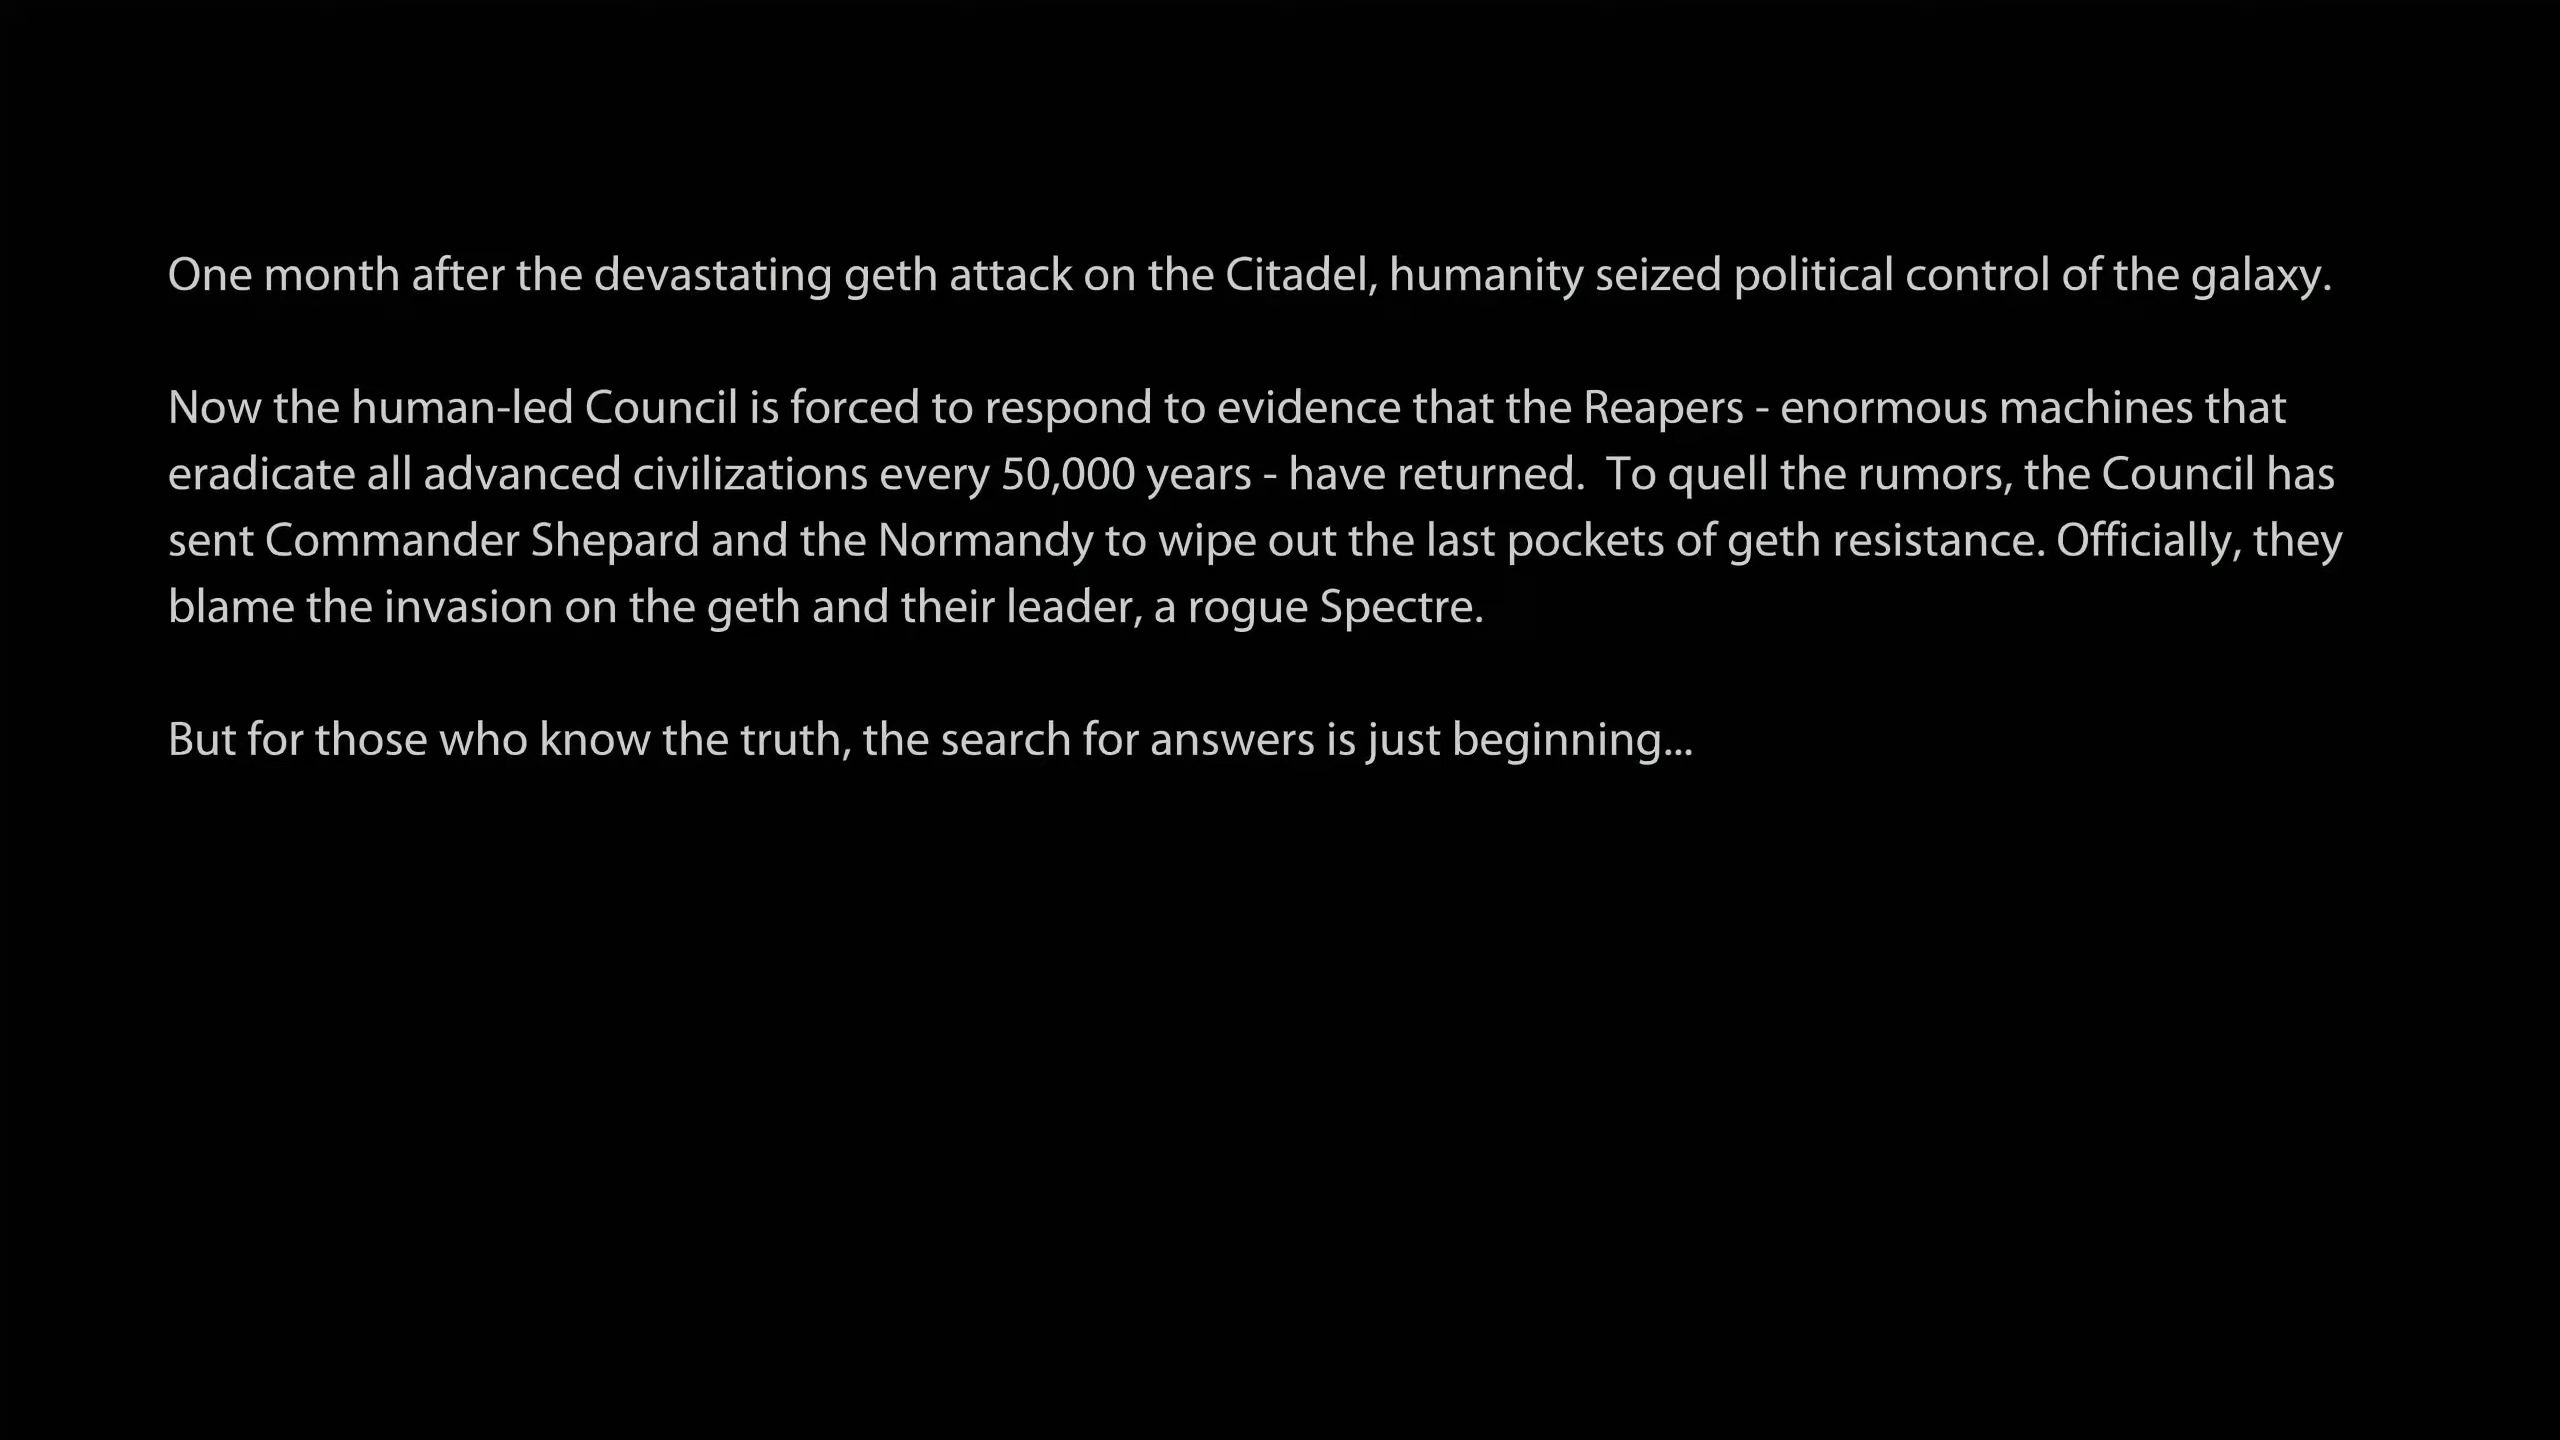 One month after the devastating geth attack on the Citadel, humanity seized political control of the galaxy.
Now the human-led Council is forced to respond to evidence that the Reapers - enormous machines that
eradicate all advanced civilizations every 50,000 years - have returned.  To quell the rumors, the Council has
sent Commander Shepard and the Normandy to wipe out the last pockets of geth resistance. Officially, they
blame the invasion on the geth and their leader, a rogue Spectre.
But for those who know the truth, the search for answers is just beginning...